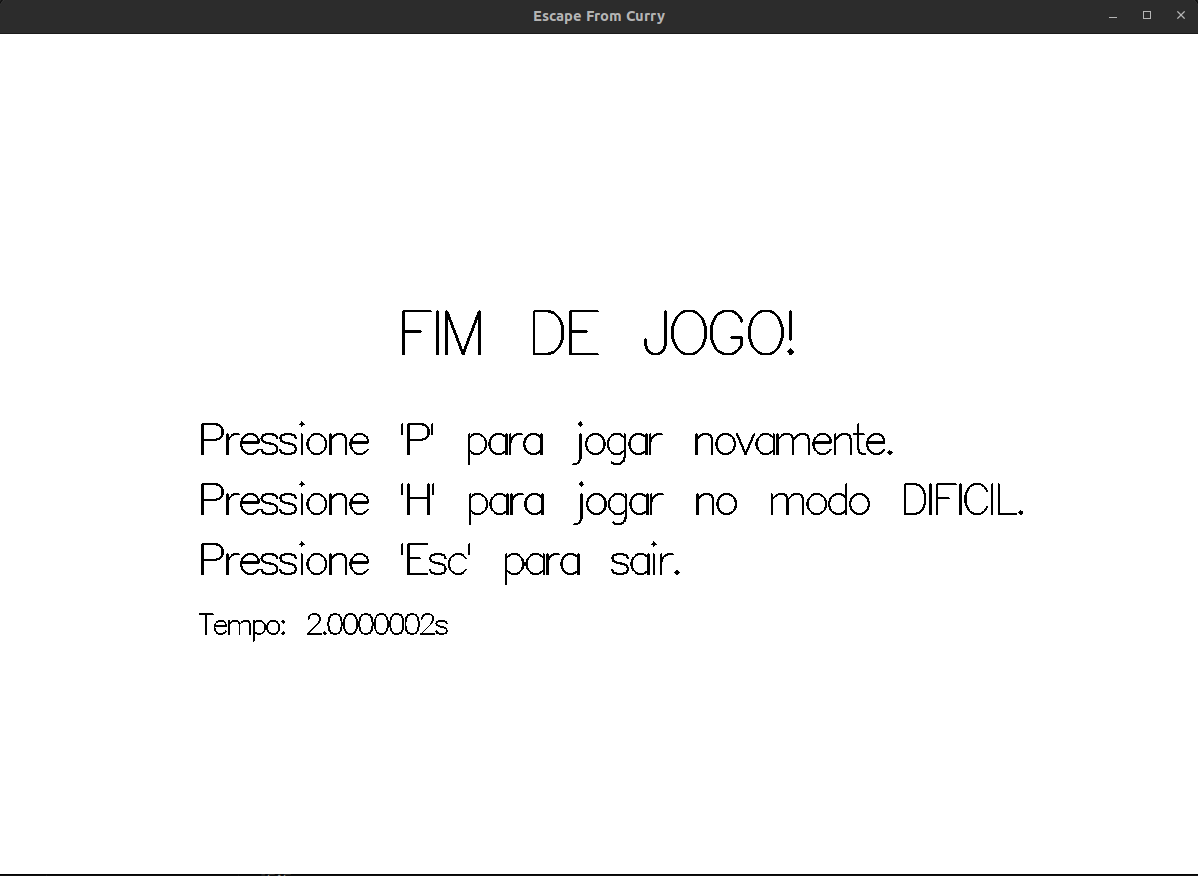 Escape From Curry
FIM DE JOGO!
Pressione 'P' para jogar novamente.
Pressione 'H' para jogar no modo DIFICIL.
Pressione 'Esc' para sair.
Tempo: 2.0000002s